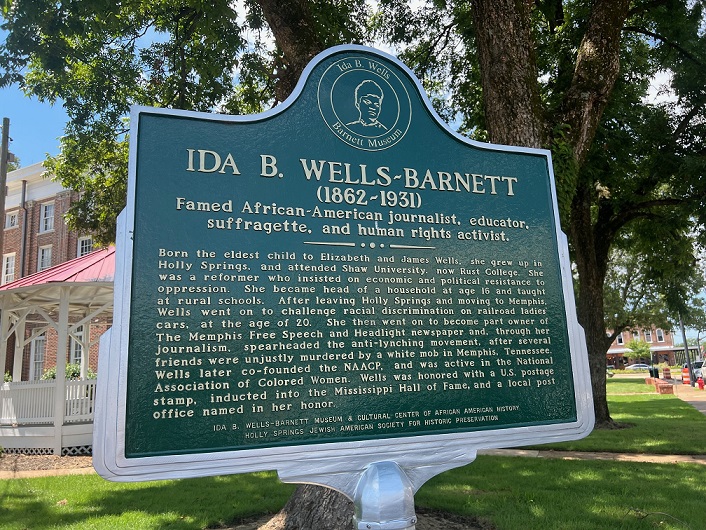 Ida B. Wells
Barnett Museum
IDA B. WELLS-BARNETT
(1862-1931)
Famed African-American journalist, educator,
suffragette, and human rights activist.
Born the eldest child to Elizabeth and James Wells, she grew up in
Holly Springs, and attended Shaw University, now Rust College. She
was a reformer who insisted on economic and political resistance to
oppression. She became head of a household at age 16 and taught
at rural schools. After leaving Holly Springs and moving to Memphis,
Wells went on to challenge racial discrimination on railroad ladies
cars, at the age of 20. She then went on to become part owner of
The Memphis Free Speech and Headlight newspaper and, through her
journalism, spearheaded the anti-lynching movement, after several
friends were unjustly murdered by a white mob in Memphis, Tennessee.
Wells later co-founded the NAACP, and was active in the National
Association of Colored Women. Wells was honored with a U.S. postage
stamp, inducted into the Mississippi Hall of Fame, and a local post
office named in her honor.
IDA B. WELLS-BARNETT MUSEUM & CULTURAL CENTER OF AFRICAN AMERICAN HISTORY
HOLLY SPRINGS JEWISH AMERICAN SOCIETY FOR HISTORIC PRESERVATION